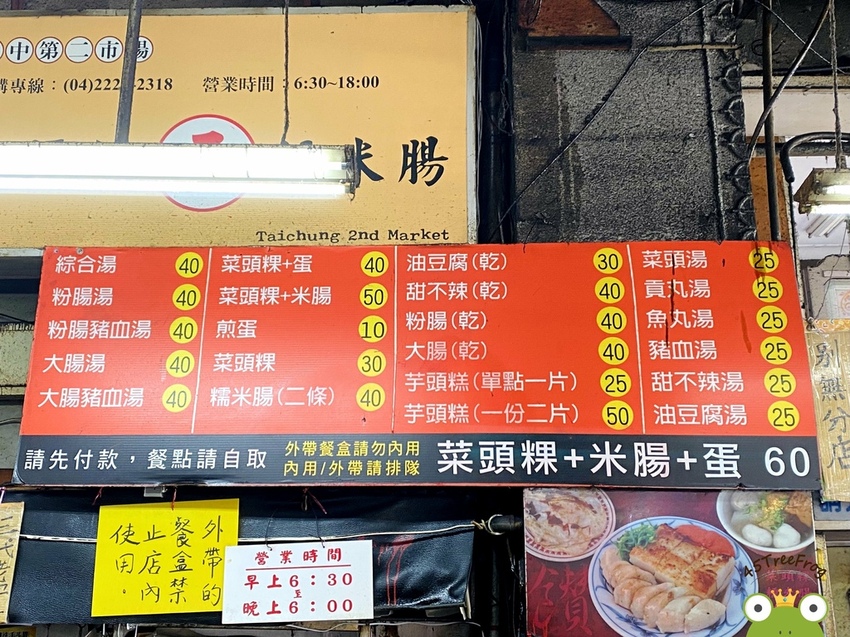 中第二市場
購專線：(04)222 -2318 營業時間：6:30~18:00
米腸
Taichung 2nd Market
綜合湯 40
粉腸湯 40
粉腸豬血湯 40
大腸湯 40
大腸豬血湯 40
菜頭粿+蛋 40
菜頭粿+米腸 50
煎蛋 10
菜頭粿 30
糯米腸(二條) 40
油豆腐(乾) 30
甜不辣(乾) 40
粉腸(乾) 40
大腸(乾) 40
芋頭糕(單點一片) 25
芋頭糕(一份二片) 50
菜頭湯 25
貢丸湯 25
魚丸湯 25
豬血湯 25
甜不辣湯 25
油豆腐湯 25
請先付款，餐點請自取
外帶餐盒請勿內用
內用/外帶請排隊
菜頭粿+米腸+蛋 60
外帶的
餐盒禁
止店內
使用。
營業時間
早上6：30
至
晚上6：00
別無分店
45TreeFrog